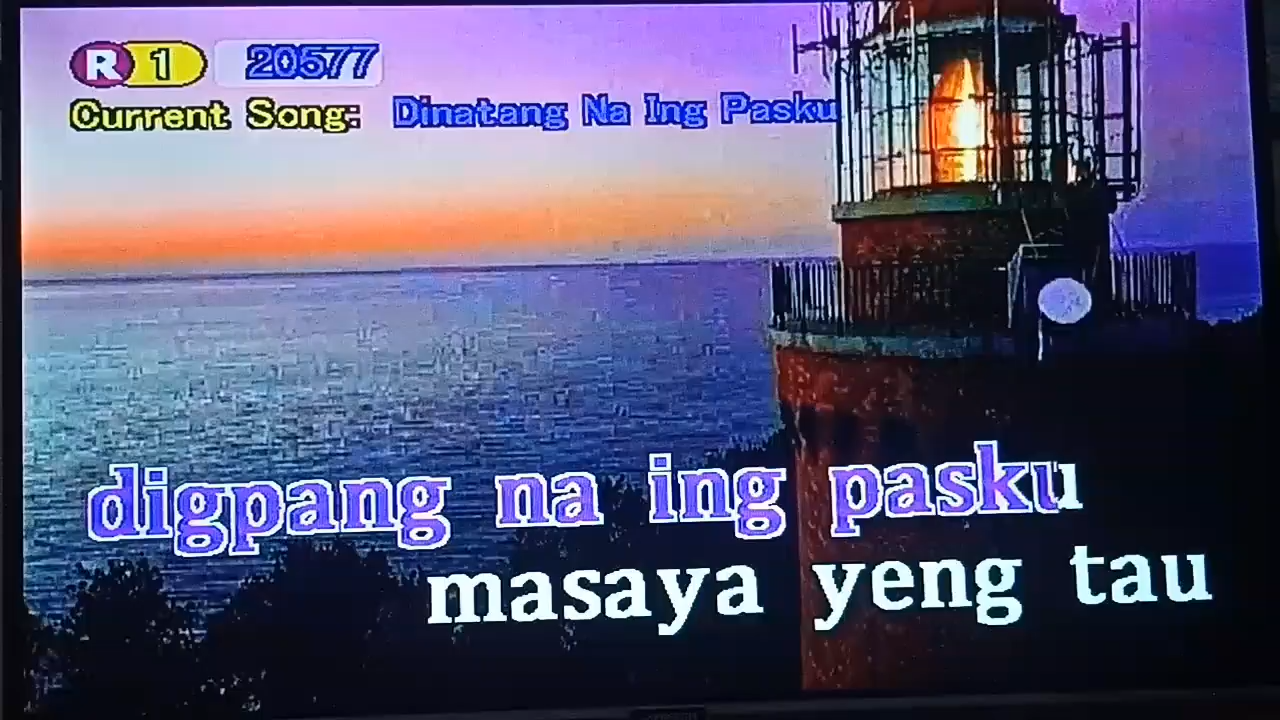 R 1 20577
Current Song: Dinatang Na Ing Pasku
digpang na ing pasku
masaya yeng tau